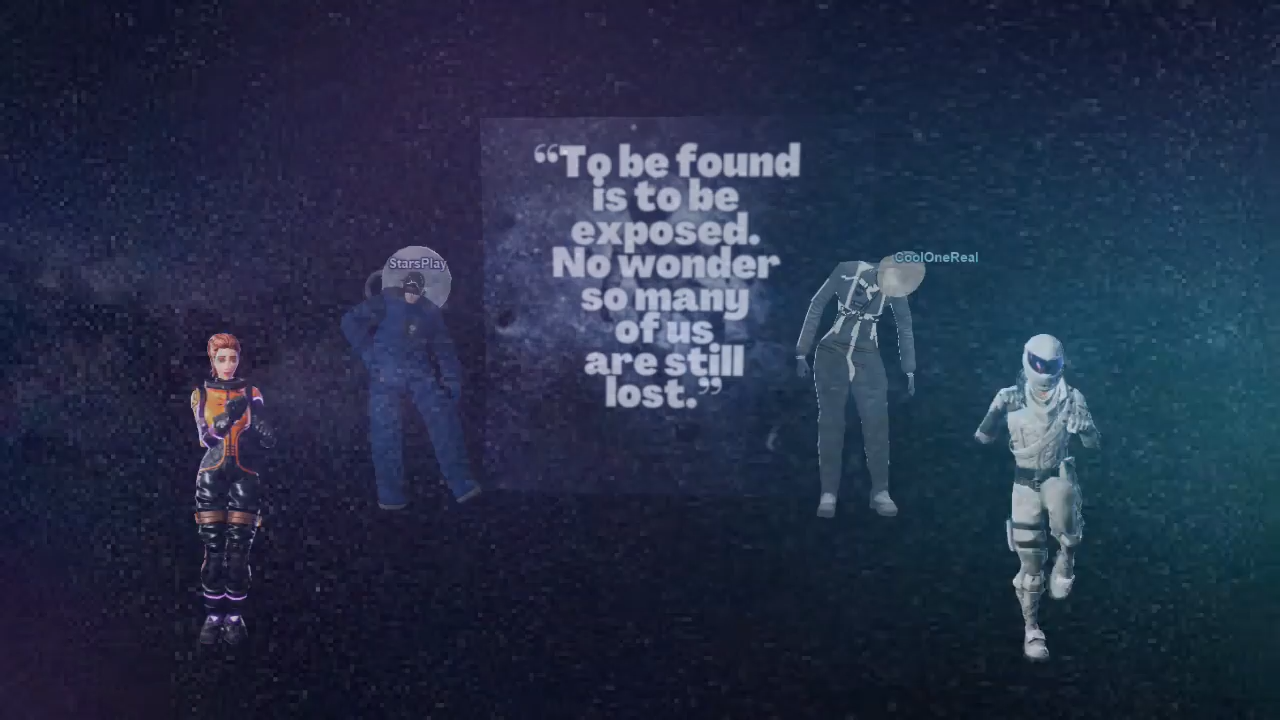 “To be found
is to be
exposed.
No wonder
so many
of us
are still
lost.”
StarsPlay
CoolOneReal